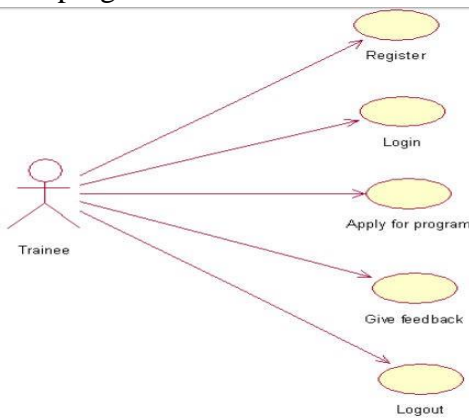 Register
Login
Trainee
Apply for program
Give feedback
Logout